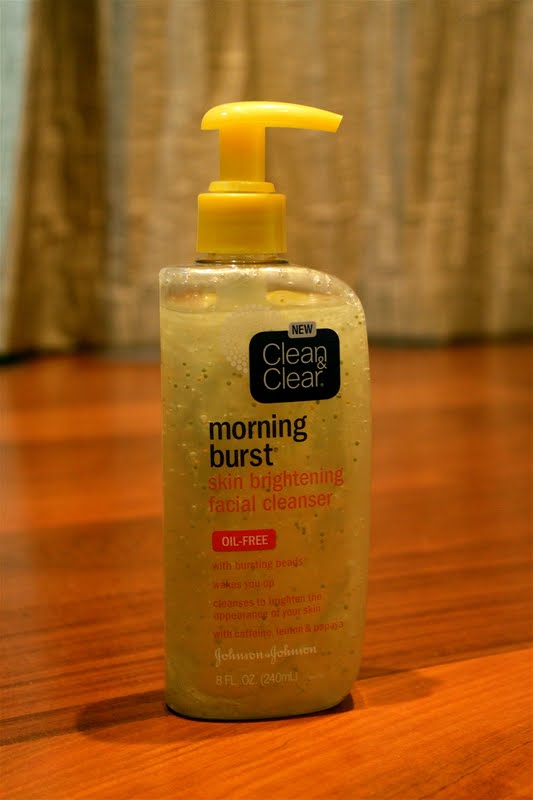 NEW
Clean
&
Clear®
morning
burst®
skin brightening
facial cleanser
OIL-FREE
with bursting beads
wakes you up
cleanses to brighten the
appearance of your skin
with caffeine, lemon & papaya
Johnson & Johnson
8 FL. OZ. (240mL)